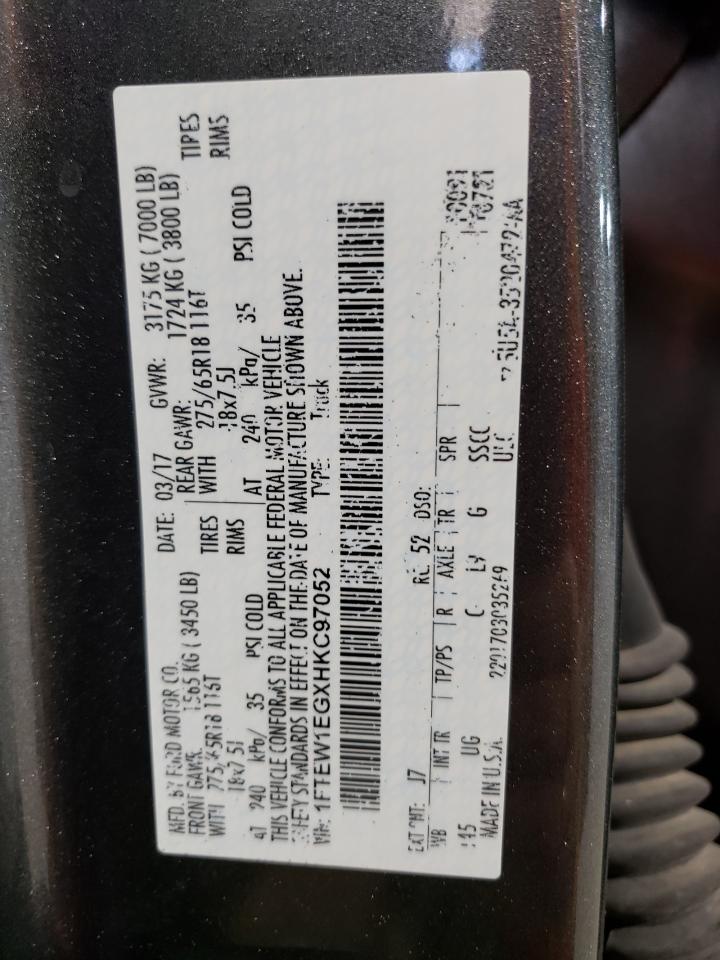 MFD. BY FORD MOTOR CO.
DATE: 03/17 GVWR: 3175 KG ( 7000 LB)
FRONT GAWR: 1565 KG ( 3450 LB)
REAR GAWR: 1724 KG ( 3800 LB)
WITH 275/65R18 116T TIRES
WITH 275/65R18 116T TIRES
18x7.5J RIMS
18x7.5J RIMS
AT 240 kPa/ 35 PSI COLD
AT 240 kPa/ 35 PSI COLD
THIS VEHICLE CONFORMS TO ALL APPLICABLE FEDERAL MOTOR VEHICLE
SAFETY STANDARDS IN EFFECT ON THE DATE OF MANUFACTURE SHOWN ABOVE.
VIN: 1FTEW1EGXHKC97052 TYPE: Truck
EXT PNT: J7 RC: 52 DSO:
WB INT TR TP/PS R AXLE TR SPR
145 UG C L9 G SSCC
MADE IN U.S.A.
ULC